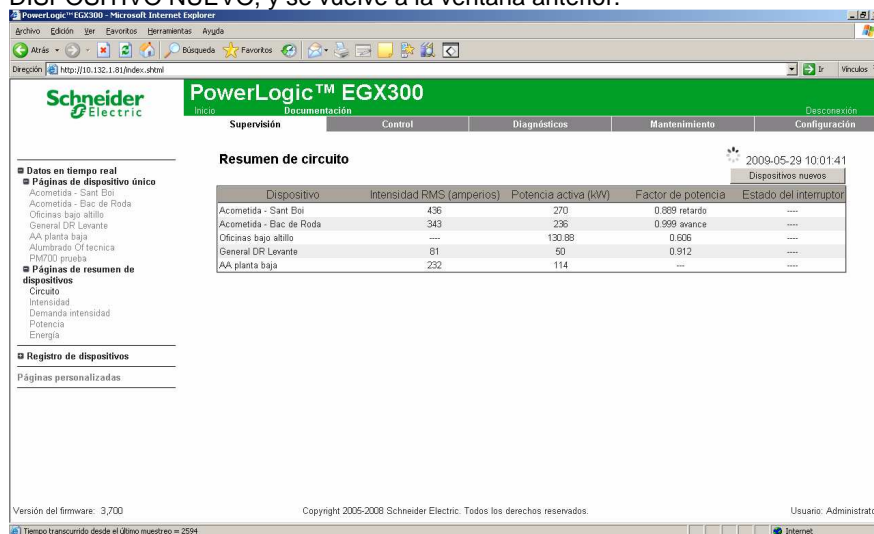 DISPOSITIVO NUEVO, y se vuelve a la ventana anterior.
PowerLogic™ EGX300 - Microsoft Internet Explorer
Archivo Edición Ver Favoritos Herramientas Ayuda
Atrás Búsqueda Favoritos
Dirección http://10.132.1.81/index.shtml Ir Vínculos
Schneider Electric
PowerLogic™ EGX300
Inicio Documentación Desconexión
Supervisión Control Diagnósticos Mantenimiento Configuración
Resumen de circuito
2009-05-29 10:01:41
Dispositivos nuevos
Datos en tiempo real
Páginas de dispositivo único
Acometida - Sant Boi
Acometida - Bac de Roda
Oficinas bajo altillo
General DR Levante
AA planta baja
Alumbrado Of tecnica
PM700 prueba
Páginas de resumen de
dispositivos
Circuito
Intensidad
Demanda intensidad
Potencia
Energía
Registro de dispositivos
Páginas personalizadas
Dispositivo Intensidad RMS (amperios) Potencia activa (kW) Factor de potencia Estado del interruptor
Acometida - Sant Boi 436 270 0.889 retardo ----
Acometida - Bac de Roda 343 236 0.999 avance ----
Oficinas bajo altillo ---- 130.88 0.606 ----
General DR Levante 81 50 0.912 ----
AA planta baja 232 114 --- ----
Versión del firmware: 3,700
Copyright 2005-2008 Schneider Electric. Todos los derechos reservados.
Usuario: Administrato
Tiempo transcurrido desde el último muestreo = 2594
Internet